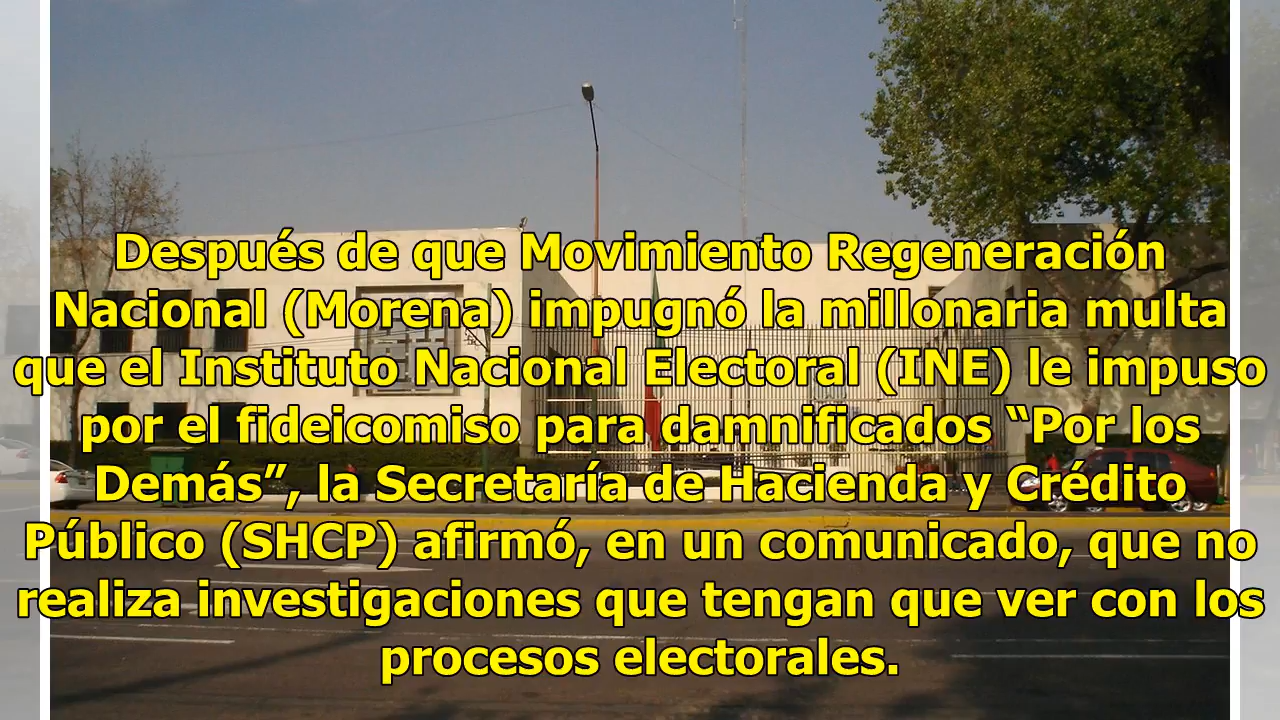 Después de que Movimiento Regeneración
Nacional (Morena) impugnó la millonaria multa
que el Instituto Nacional Electoral (INE) le impuso
por el fideicomiso para damnificados “Por los
Demás”, la Secretaría de Hacienda y Crédito
Público (SHCP) afirmó, en un comunicado, que no
realiza investigaciones que tengan que ver con los
procesos electorales.